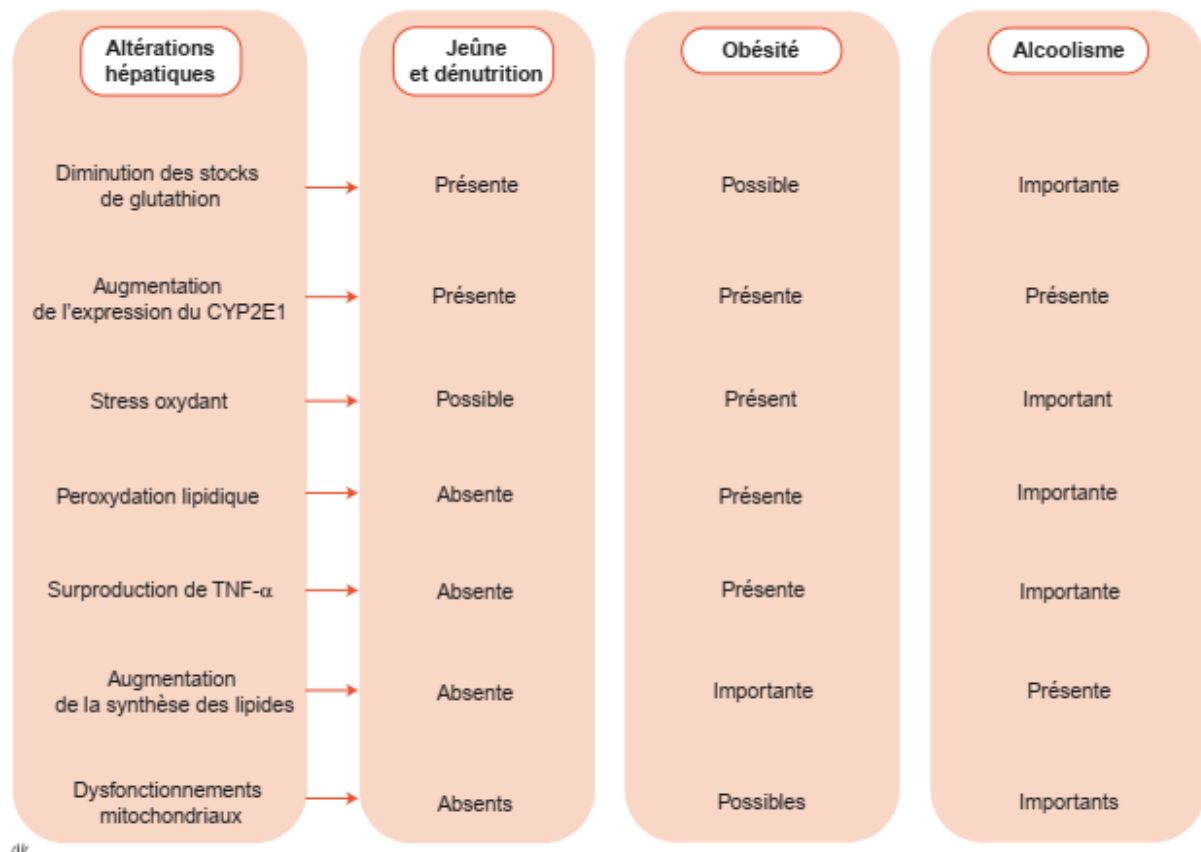 Altérations
hépatiques
Jeûne
et dénutrition
Obésité
Alcoolisme
Diminution des stocks
de glutathion
Présente
Possible
Importante
Augmentation
de l'expression du CYP2E1
Présente
Présente
Présente
Stress oxydant
Possible
Présent
Important
Peroxydation lipidique
Absente
Présente
Importante
Surproduction de TNF-α
Absente
Présente
Importante
Augmentation
de la synthèse des lipides
Absente
Importante
Présente
Dysfonctionnements
mitochondriaux
Absents
Possibles
Importants